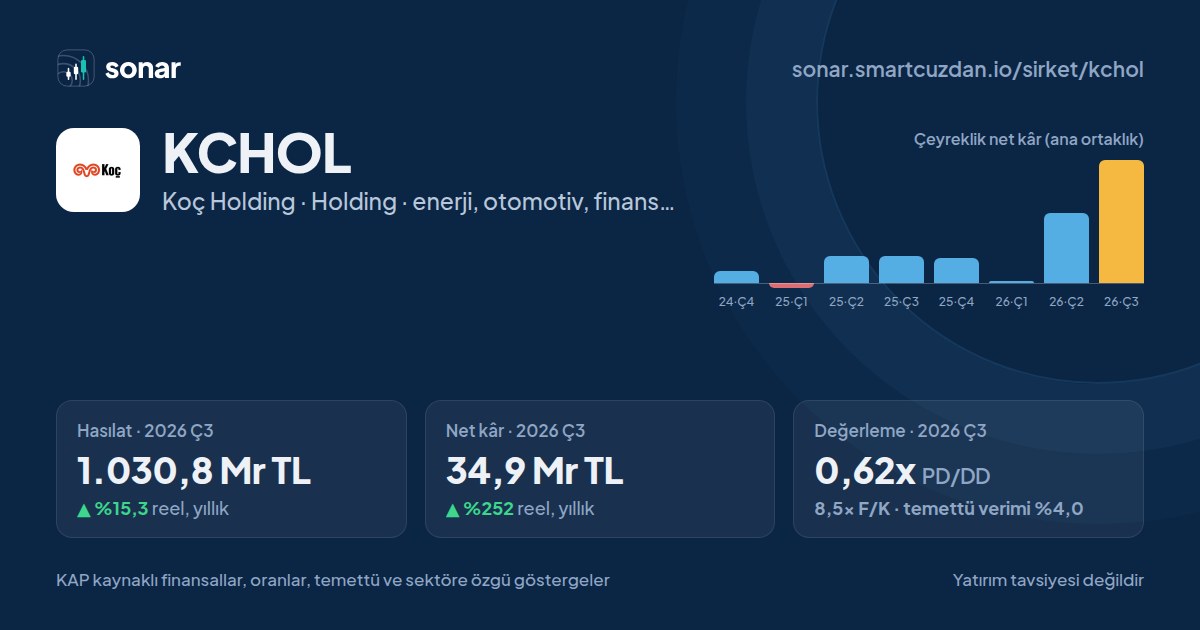 sonar
sonar.smartcuzdan.io/sirket/kchol
Koç
KCHOL
Koç Holding · Holding · enerji, otomotiv, finans…
Çeyreklik net kâr (ana ortaklık)
24·Ç4 25·Ç1 25·Ç2 25·Ç3 25·Ç4 26·Ç1 26·Ç2 26·Ç3
Hasılat · 2026 Ç3
1.030,8 Mr TL
▲ %15,3 reel, yıllık
Net kâr · 2026 Ç3
34,9 Mr TL
▲ %252 reel, yıllık
Değerleme · 2026 Ç3
0,62x PD/DD
8,5× F/K · temettü verimi %4,0
KAP kaynaklı finansallar, oranlar, temettü ve sektöre özgü göstergeler
Yatırım tavsiyesi değildir